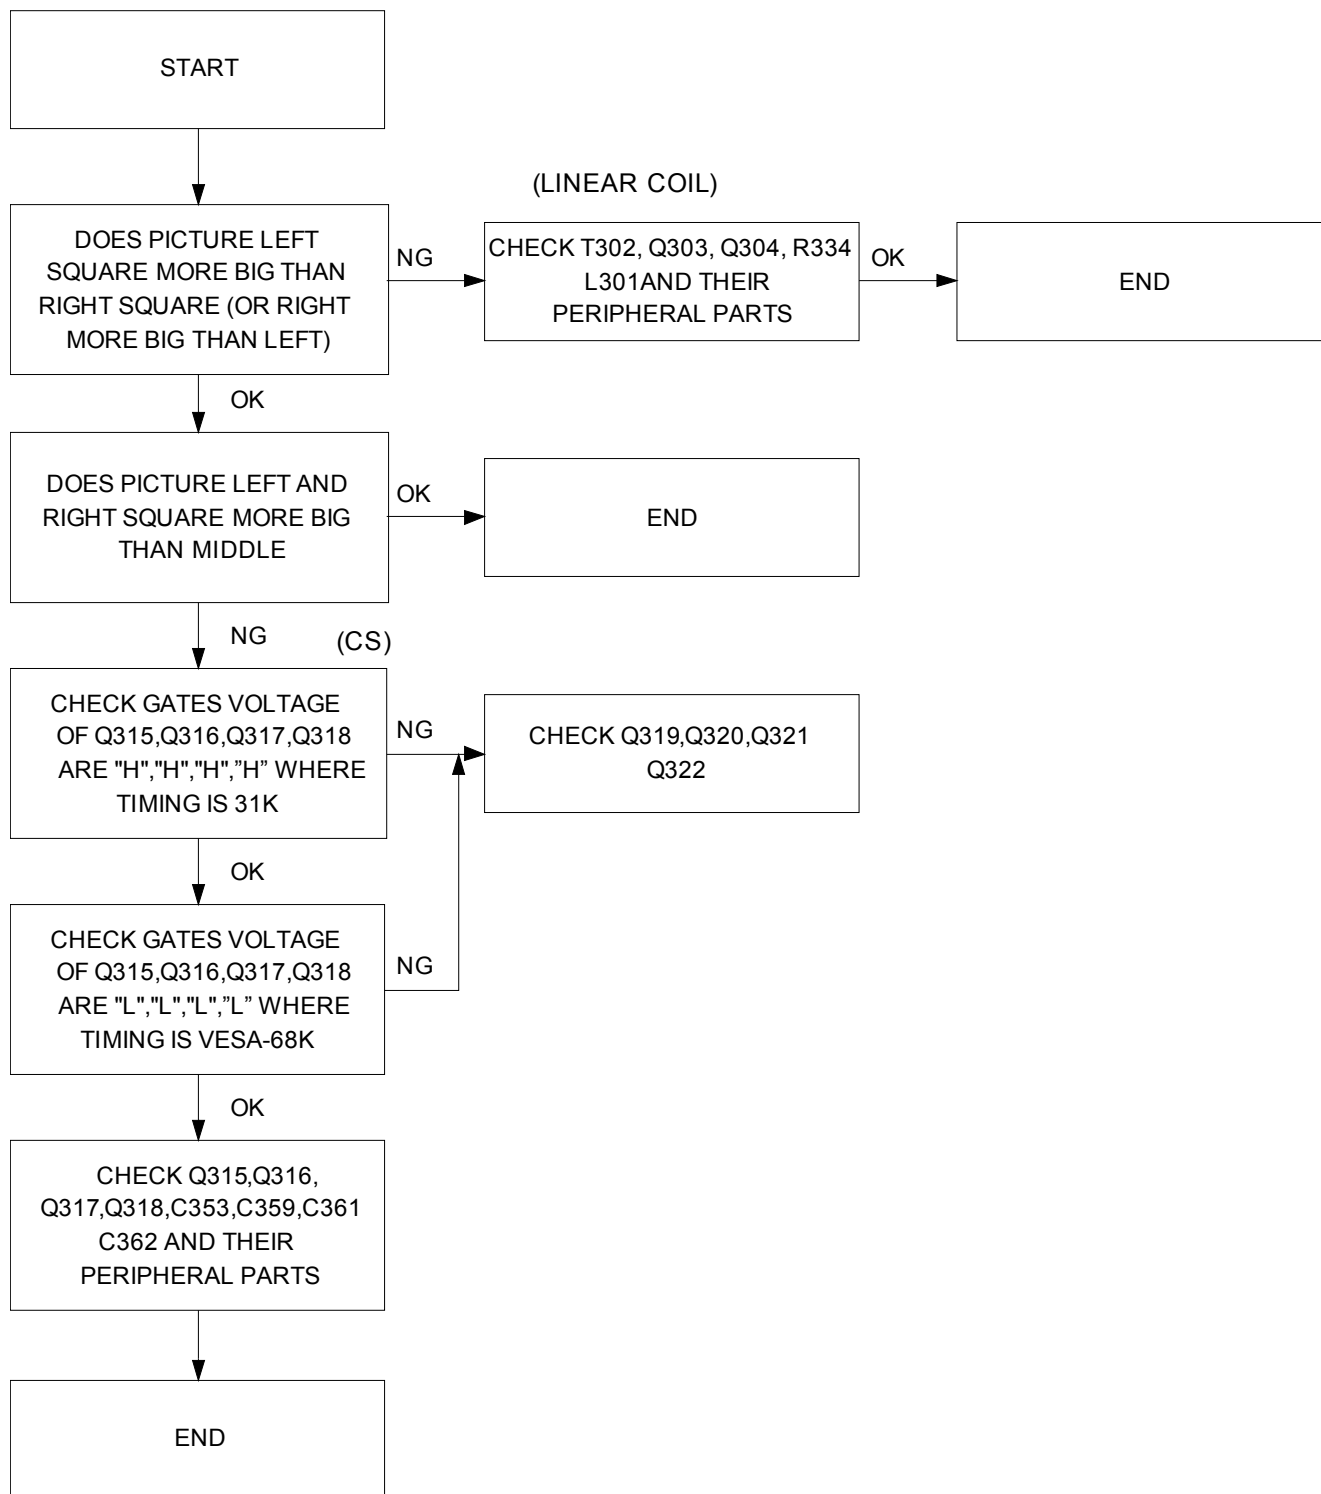 START
(LINEAR COIL)
DOES PICTURE LEFT
SQUARE MORE BIG THAN
RIGHT SQUARE (OR RIGHT
MORE BIG THAN LEFT)
NG
CHECK T302, Q303, Q304, R334
L301AND THEIR
PERIPHERAL PARTS
OK
END
OK
DOES PICTURE LEFT AND
RIGHT SQUARE MORE BIG
THAN MIDDLE
OK
END
NG
(CS)
CHECK GATES VOLTAGE
OF Q315,Q316,Q317,Q318
ARE "H","H","H",”H” WHERE
TIMING IS 31K
NG
CHECK Q319,Q320,Q321
Q322
OK
CHECK GATES VOLTAGE
OF Q315,Q316,Q317,Q318
ARE "L","L","L",”L” WHERE
TIMING IS VESA-68K
NG
OK
CHECK Q315,Q316,
Q317,Q318,C353,C359,C361
C362 AND THEIR
PERIPHERAL PARTS
END